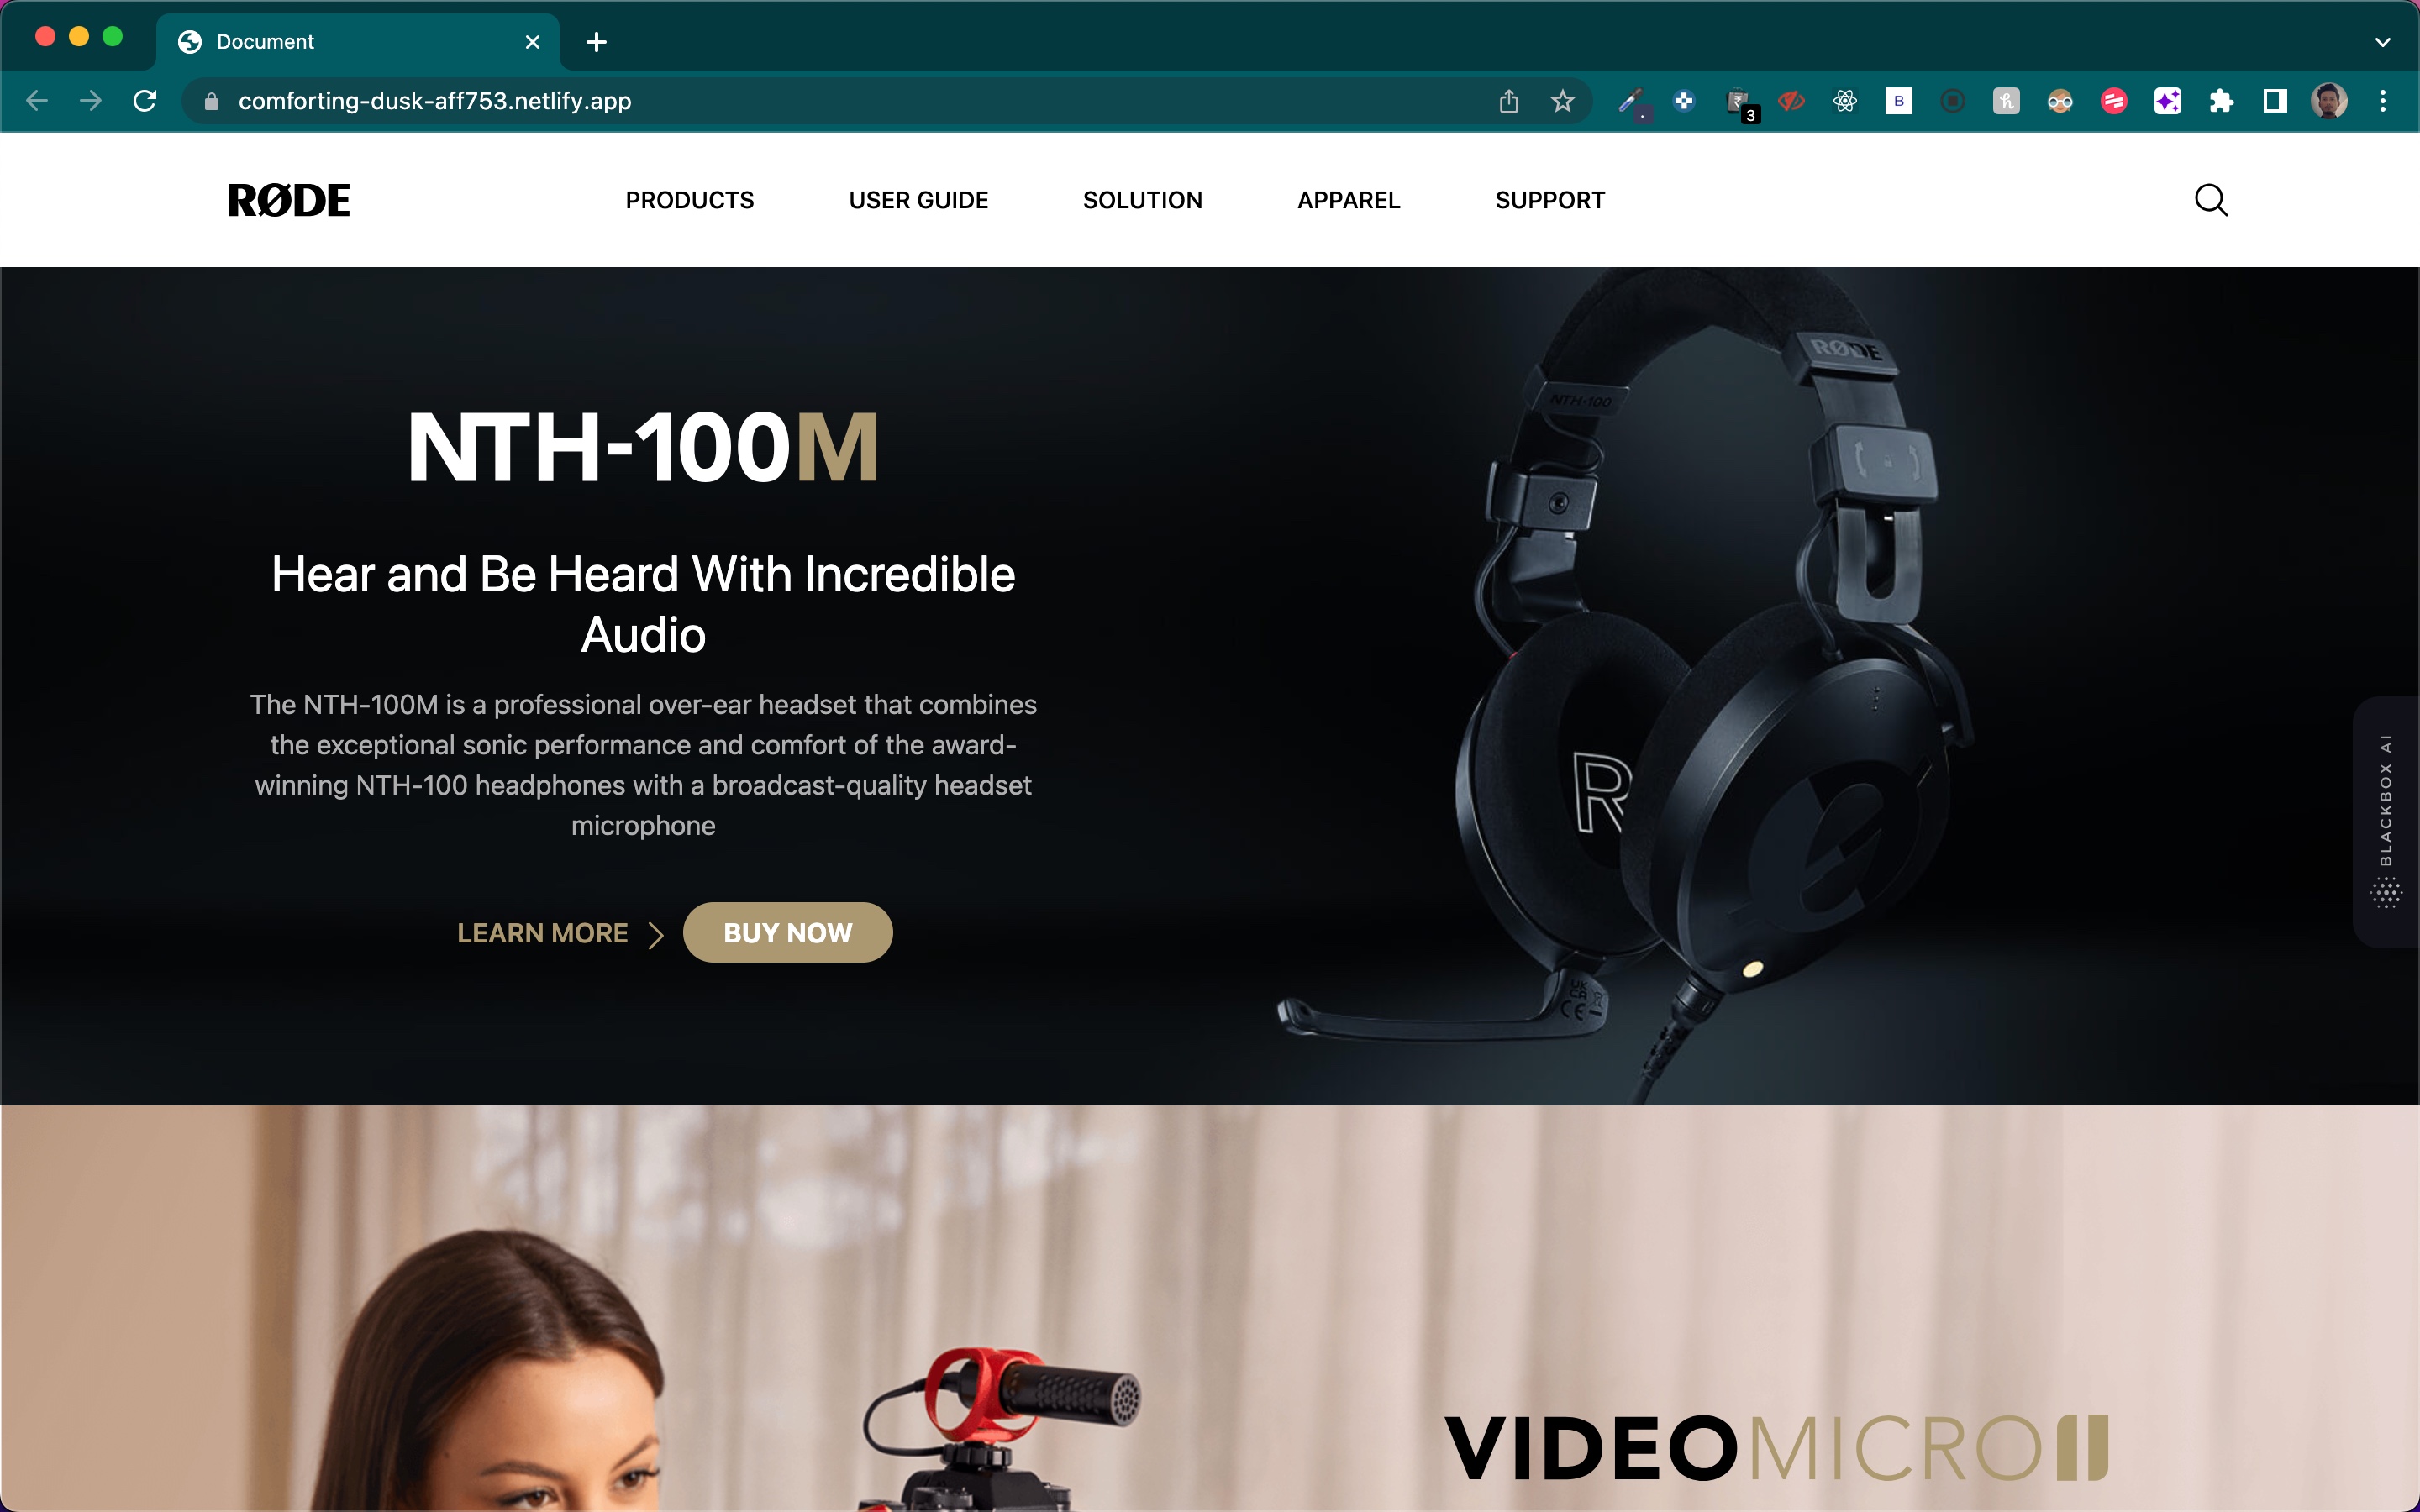 Document
comforting-dusk-aff753.netlify.app
3
B
RØDE
PRODUCTS
USER GUIDE
SOLUTION
APPAREL
SUPPORT
RØDE
NTH-100
NTH-100M
Hear and Be Heard With Incredible
Audio
The NTH-100M is a professional over-ear headset that combines
the exceptional sonic performance and comfort of the award-
winning NTH-100 headphones with a broadcast-quality headset
microphone
LEARN MORE
BUY NOW
R
BLACKBOX AI
VIDEOMICRO II